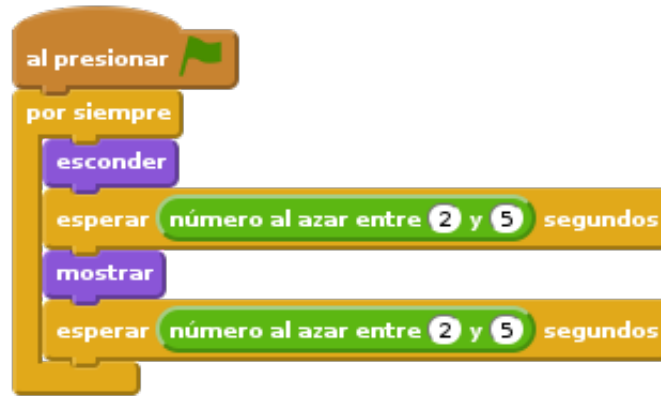 al presionar
por siempre
esconder
esperar número al azar entre 2 y 5 segundos
mostrar
esperar número al azar entre 2 y 5 segundos